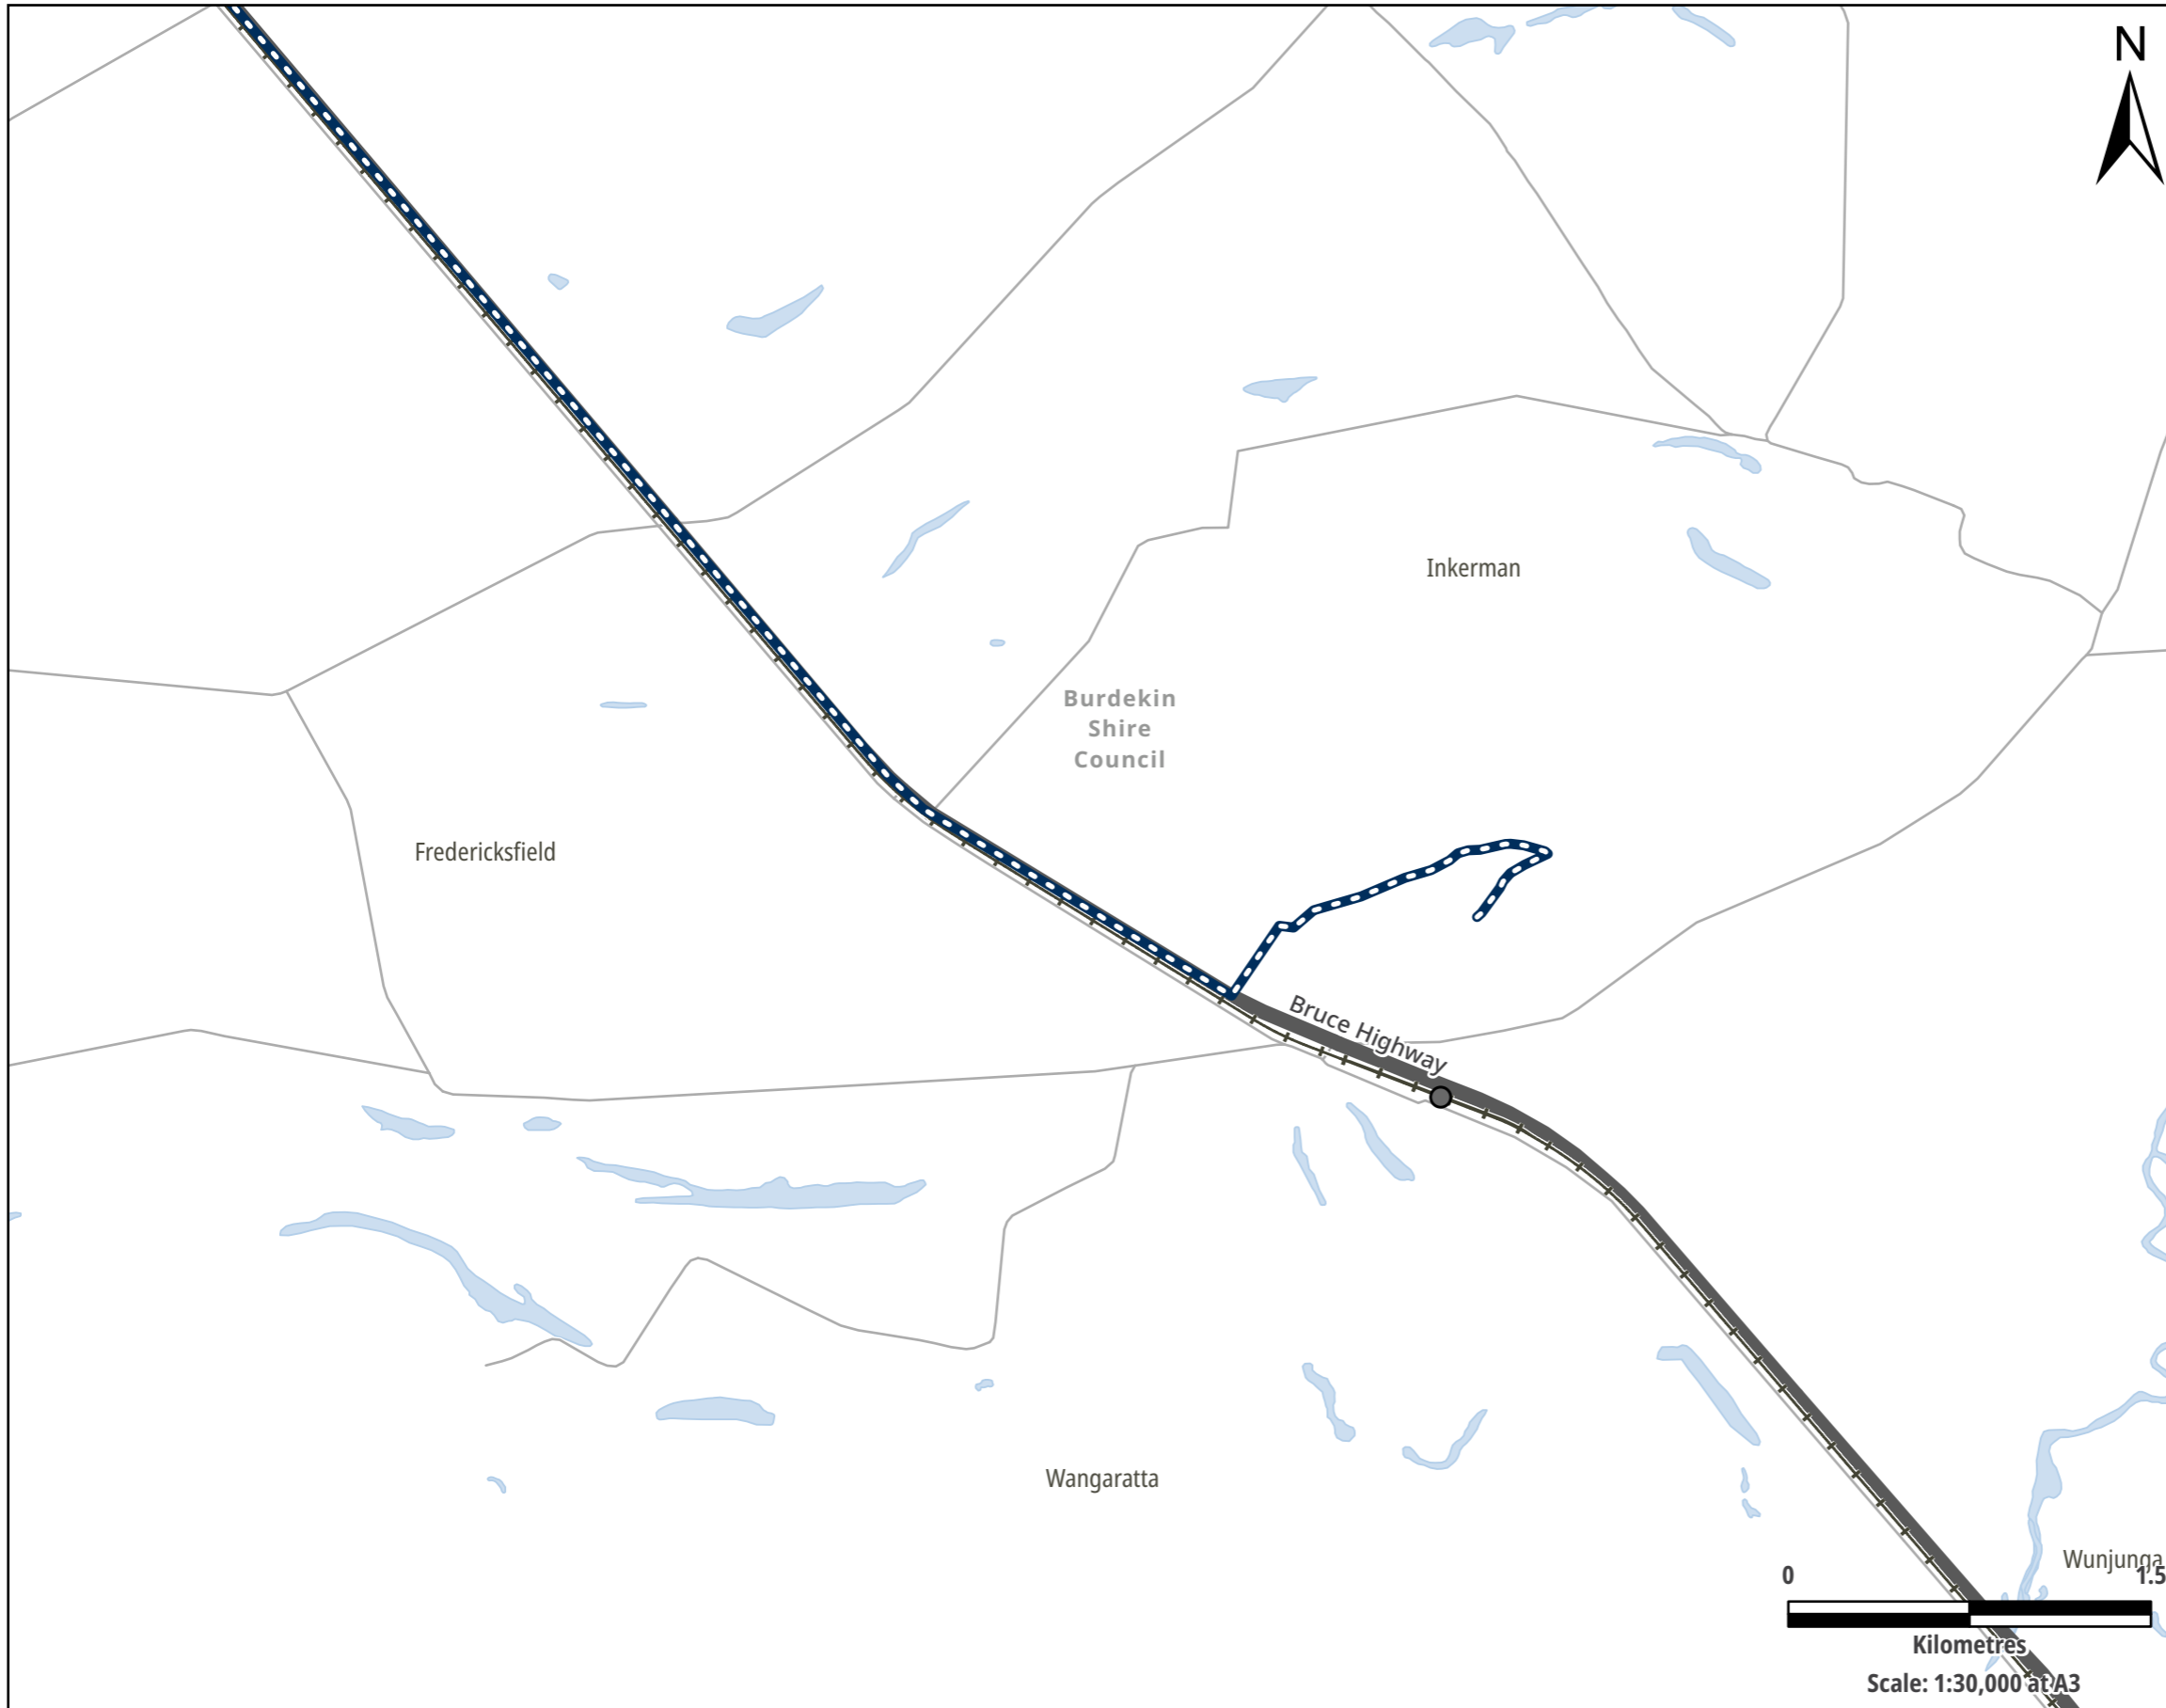 N
Inkerman
Burdekin
Shire
Council
Fredericksfield
Bruce Highway
Wangaratta
Wunjunga
0 1.5
Kilometres
Scale: 1:30,000 at A3